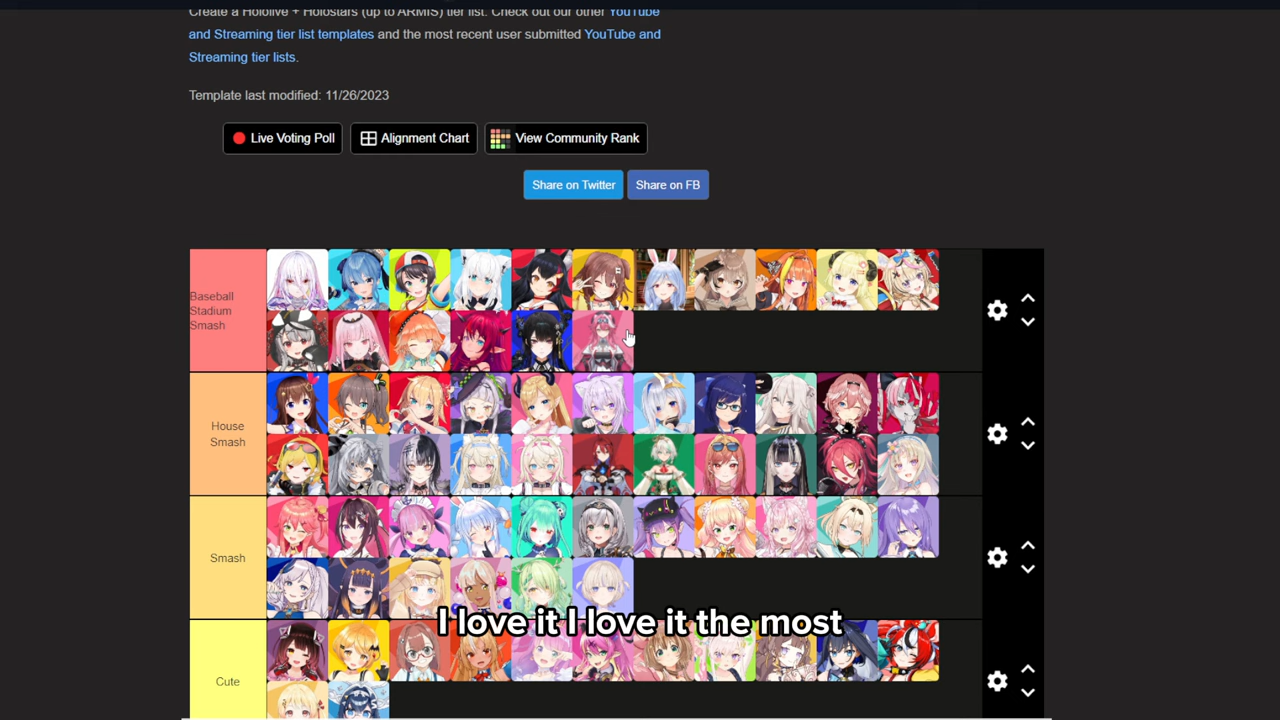 Create a Hololive + Holostars (up to ARMIS) tier list. Check out our other YouTube
and Streaming tier list templates and the most recent user submitted YouTube and
Streaming tier lists.
Template last modified: 11/26/2023
Live Voting Poll
Alignment Chart
View Community Rank
Share on Twitter
Share on FB
Baseball
Stadium
Smash
House
Smash
Smash
I love it I love it the most
Cute